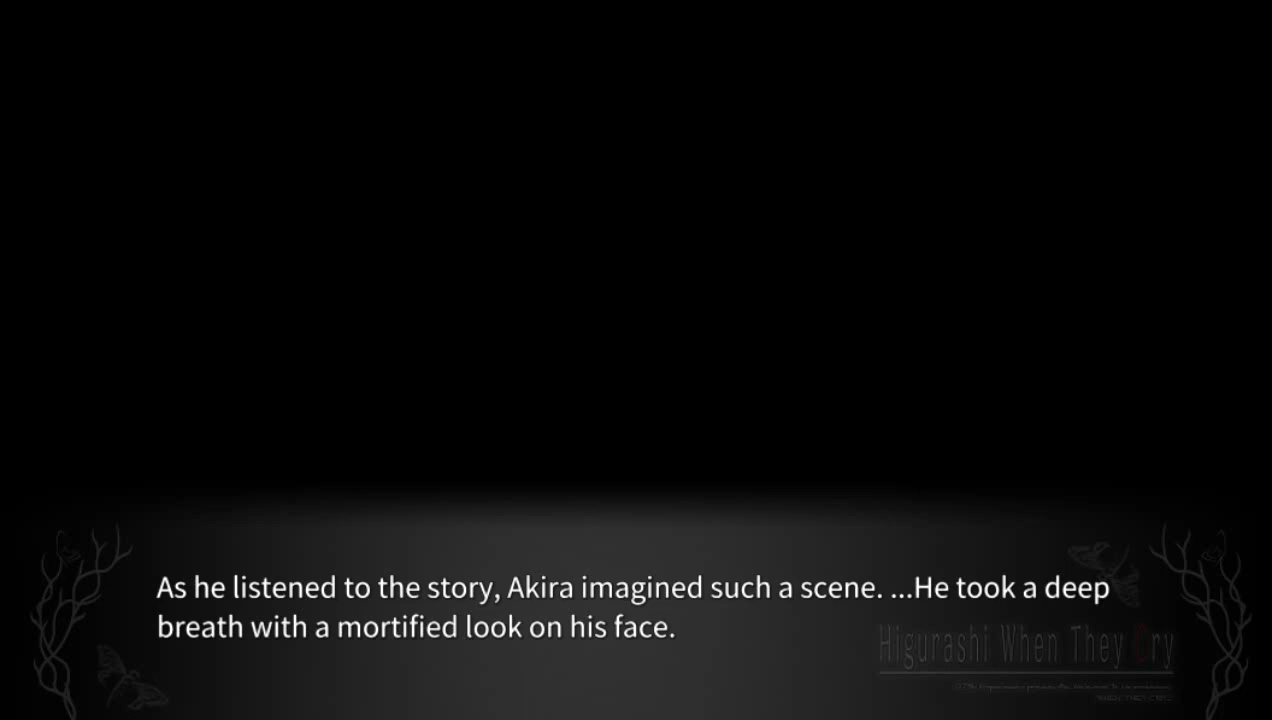 As he listened to the story, Akira imagined such a scene. ...He took a deep
breath with a mortified look on his face.
Higurashi When They Cry